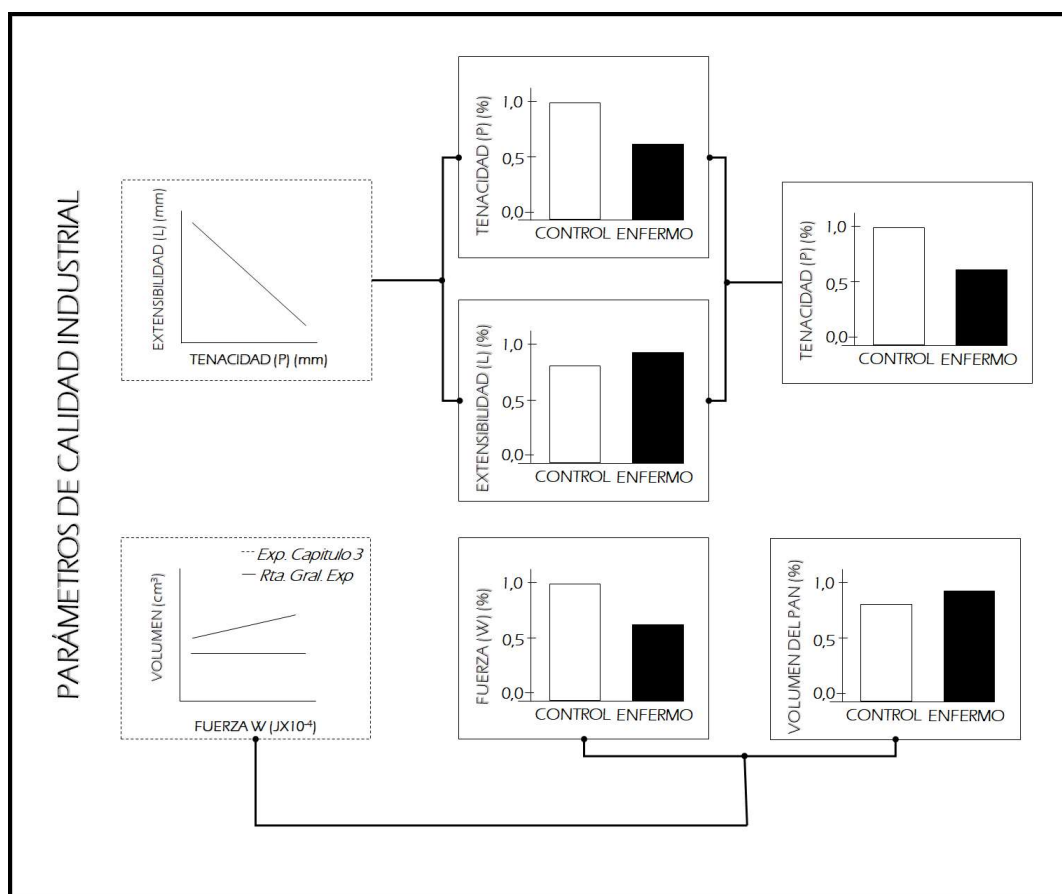 PARÁMETROS DE CALIDAD INDUSTRIAL
EXTENSIBILIDAD (L) (mm)
TENACIDAD (P) (mm)
TENACIDAD (P) (%)
1,0
0,5
0,0
CONTROL ENFERMO
EXTENSIBILIDAD (L) (%)
1,0
0,5
0,0
CONTROL ENFERMO
TENACIDAD (P) (%)
1,0
0,5
0,0
CONTROL ENFERMO
VOLUMEN (cm³)
--- Exp. Capitulo 3
— Rta. Gral. Exp
FUERZA W (JX10⁻⁴)
FUERZA (W) (%)
1,0
0,5
0,0
CONTROL ENFERMO
VOLUMEN DEL PAN (%)
1,0
0,5
0,0
CONTROL ENFERMO